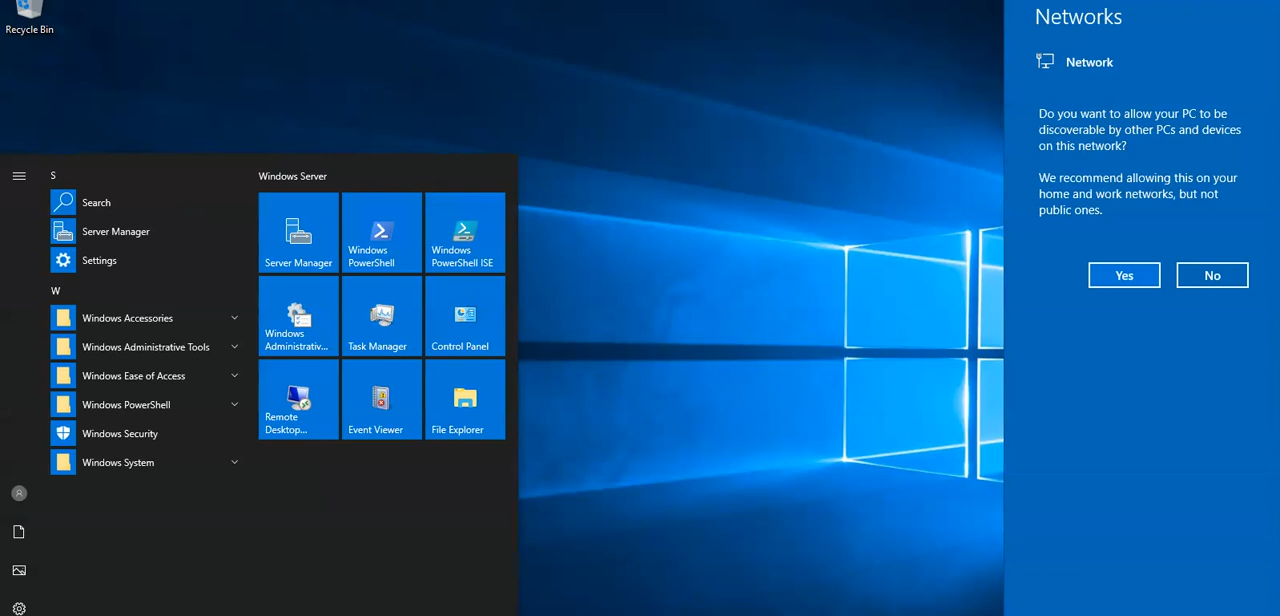 Recycle Bin
S
Search
Server Manager
Settings
W
Windows Accessories
Windows Administrative Tools
Windows Ease of Access
Windows PowerShell
Windows Security
Windows System
Windows Server
Server Manager
Windows
PowerShell
Windows
PowerShell ISE
Windows
Administrativ...
Task Manager
Control Panel
Remote
Desktop...
Event Viewer
File Explorer
Networks
Network
Do you want to allow your PC to be
discoverable by other PCs and devices
on this network?
We recommend allowing this on your
home and work networks, but not
public ones.
Yes
No